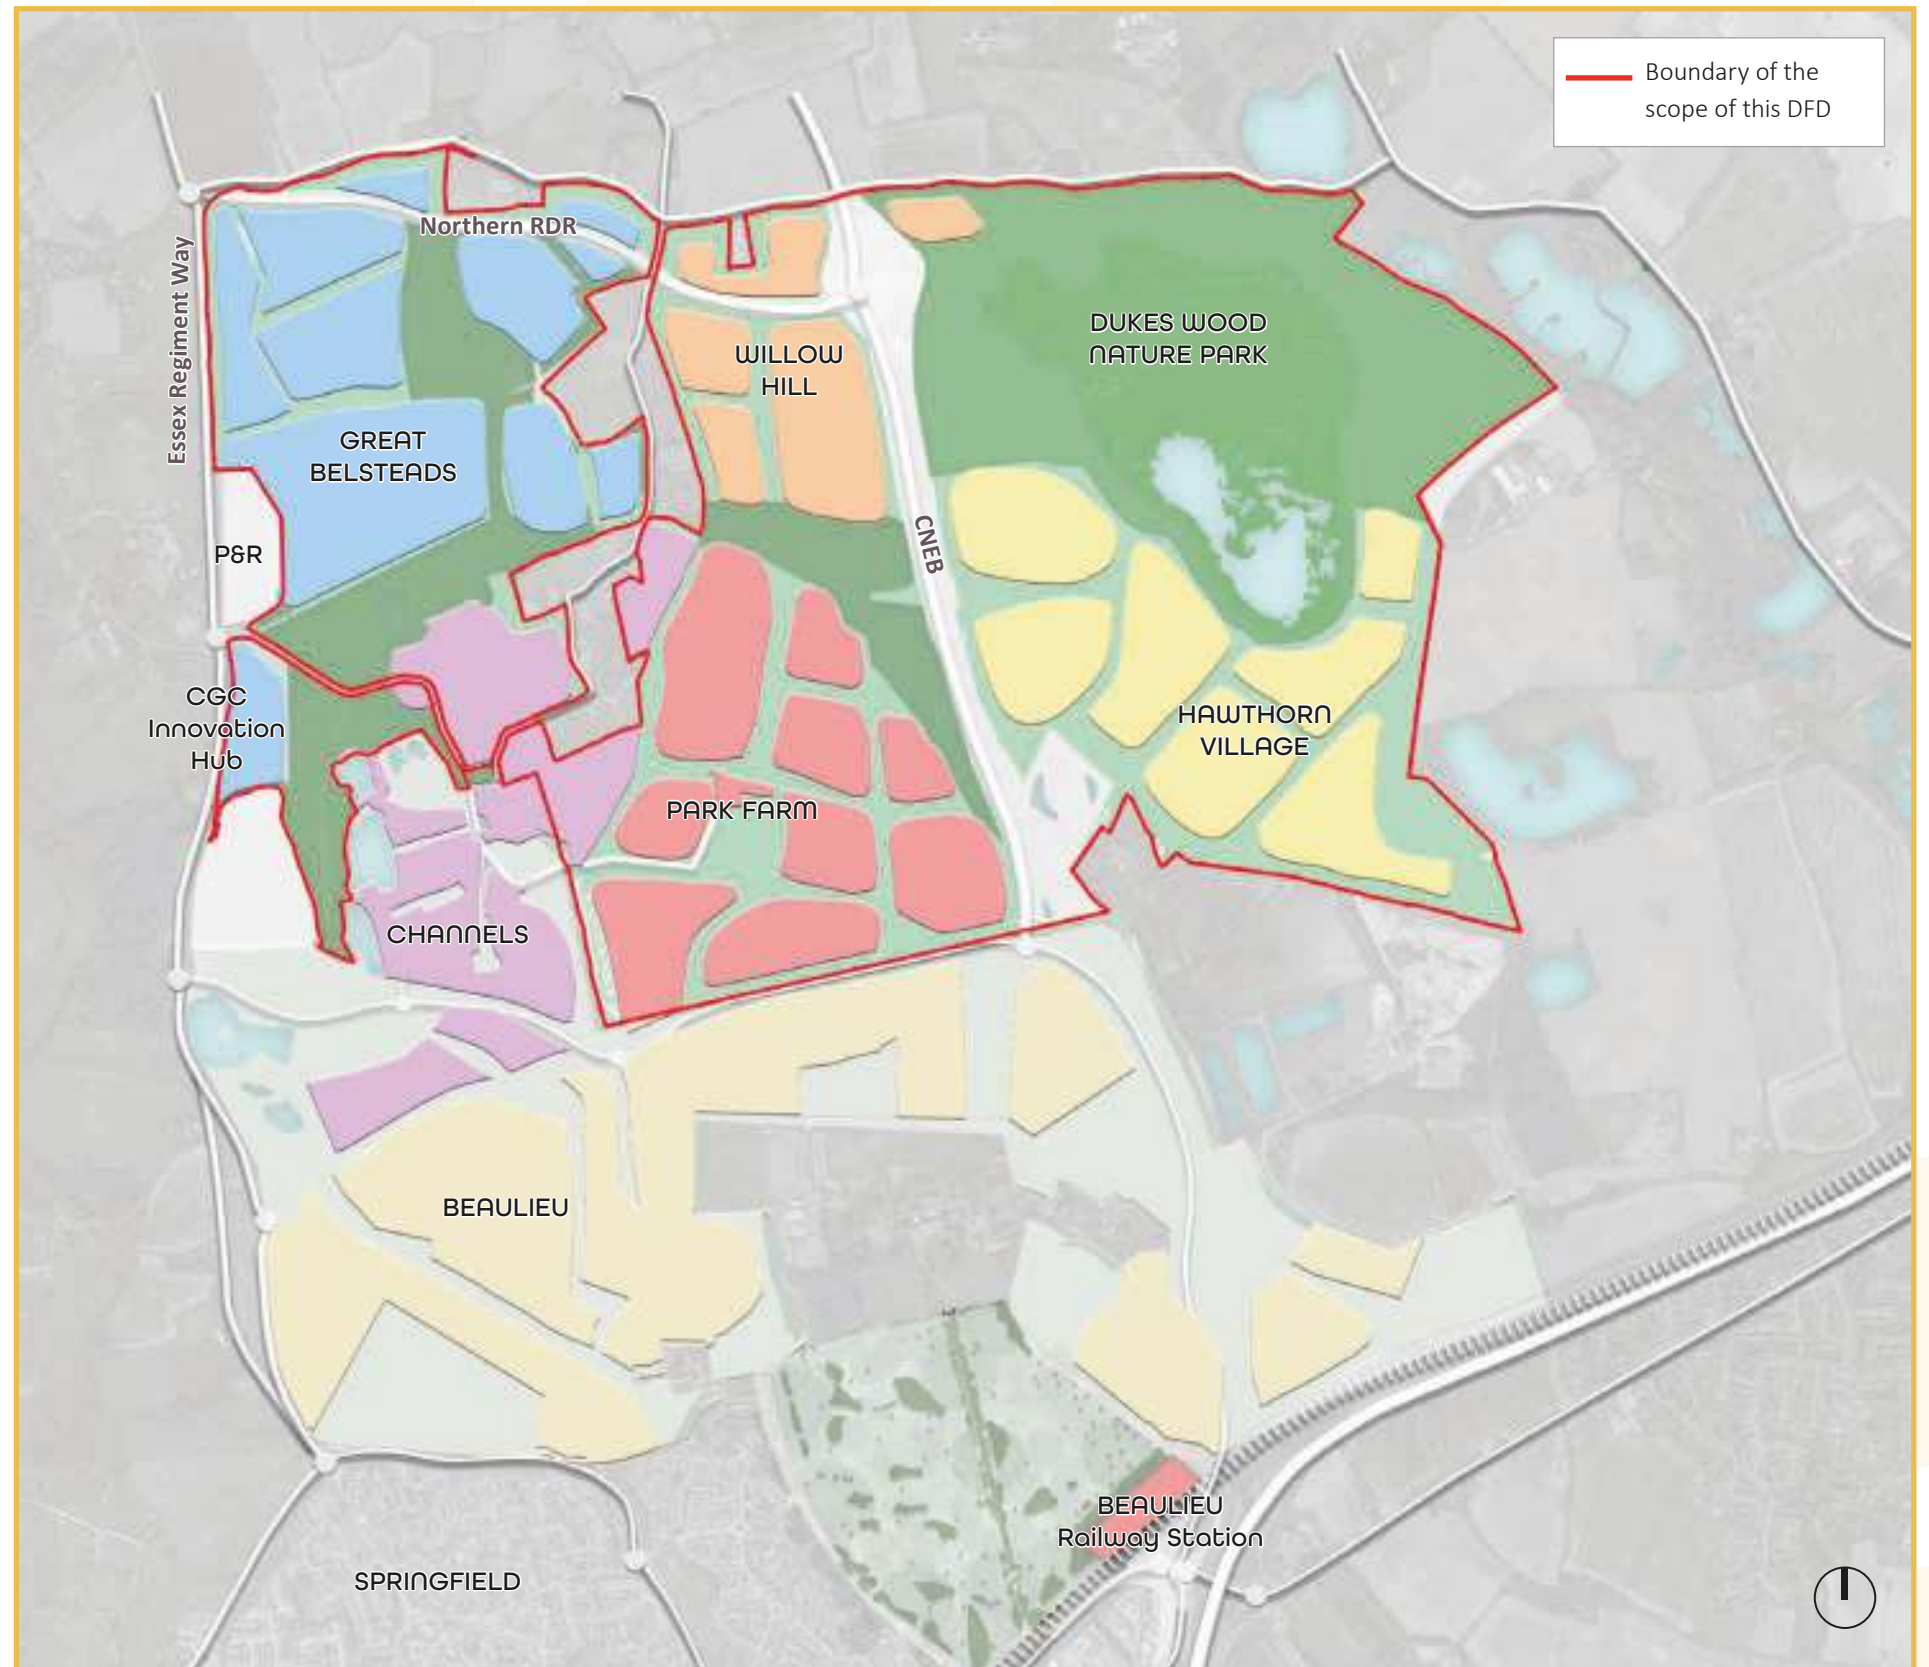 Boundary of the
scope of this DFD
Northern RDR
Essex Regiment Way
DUKES WOOD
NATURE PARK
WILLOW
HILL
GREAT
BELSTEADS
P&R
CNEB
CGC
Innovation
Hub
HAWTHORN
VILLAGE
PARK FARM
CHANNELS
BEAULIEU
BEAULIEU
Railway Station
SPRINGFIELD